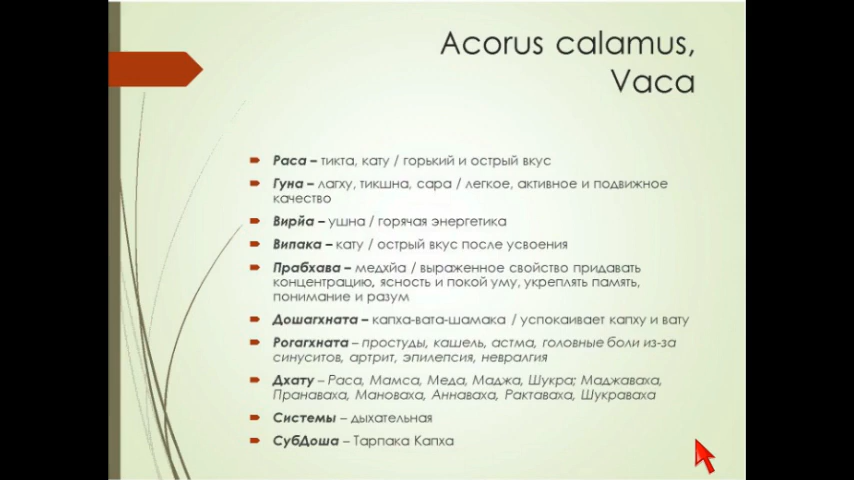 Acorus calamus,
Vaca
Раса – тикта, кату / горький и острый вкус
Гуна – лагху, тикшна, сара / легкое, активное и подвижное
качество
Вирйа – ушна / горячая энергетика
Випака – кату / острый вкус после усвоения
Прабхава – медхйа / выраженное свойство придавать
концентрацию, ясность и покой уму, укреплять память,
понимание и разум
Дошагхната – капха-вата-шамака / успокаивает капху и вату
Рогагхната – простуды, кашель, астма, головные боли из-за
синуситов, артрит, эпилепсия, невралгия
Дхату – Раса, Мамса, Меда, Маджа, Шукра; Маджаваха,
Пранаваха, Мановаха, Аннаваха, Рактаваха, Шукраваха
Системы – дыхательная
СубДоша – Тарпака Капха